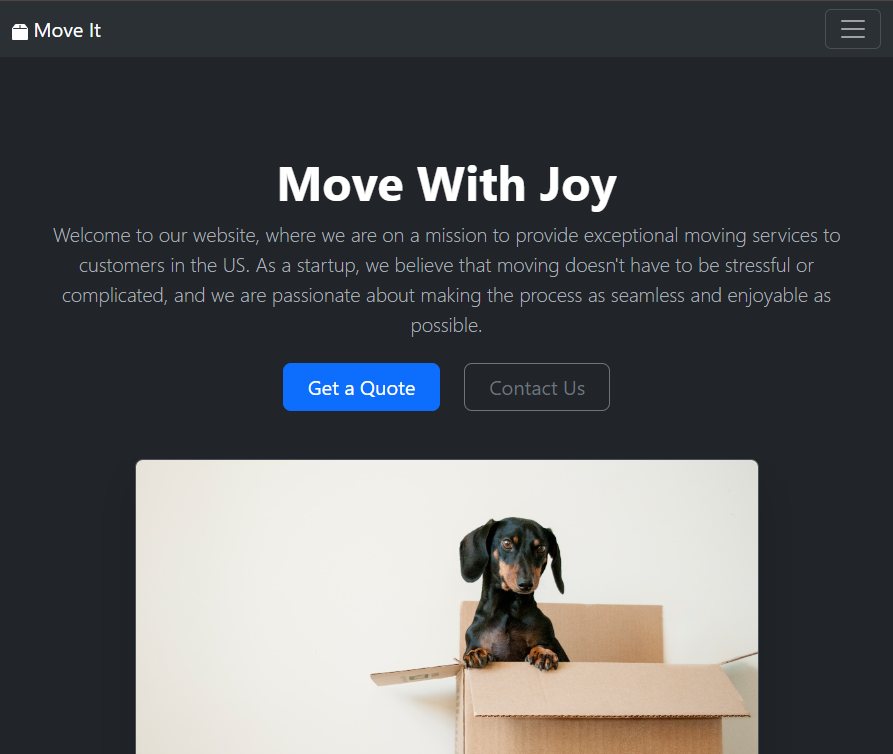 Move It
Move With Joy
Welcome to our website, where we are on a mission to provide exceptional moving services to
customers in the US. As a startup, we believe that moving doesn't have to be stressful or
complicated, and we are passionate about making the process as seamless and enjoyable as
possible.
Get a Quote
Contact Us